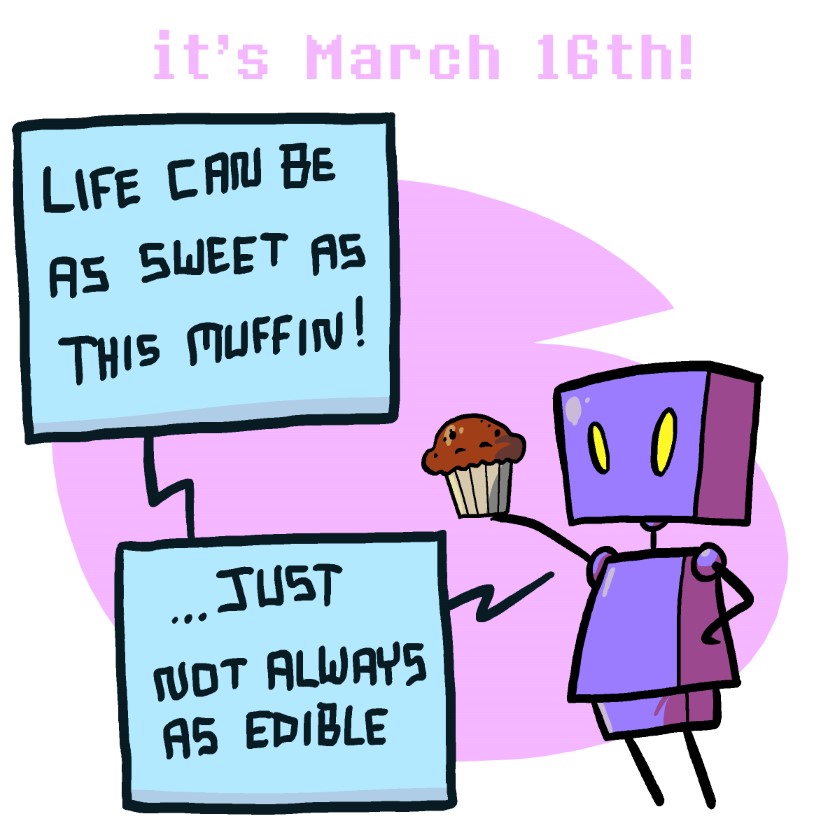 it's March 16th!
LIFE CAN BE
AS SWEET AS
THIS MUFFIN!
...JUST
NOT ALWAYS
AS EDIBLE